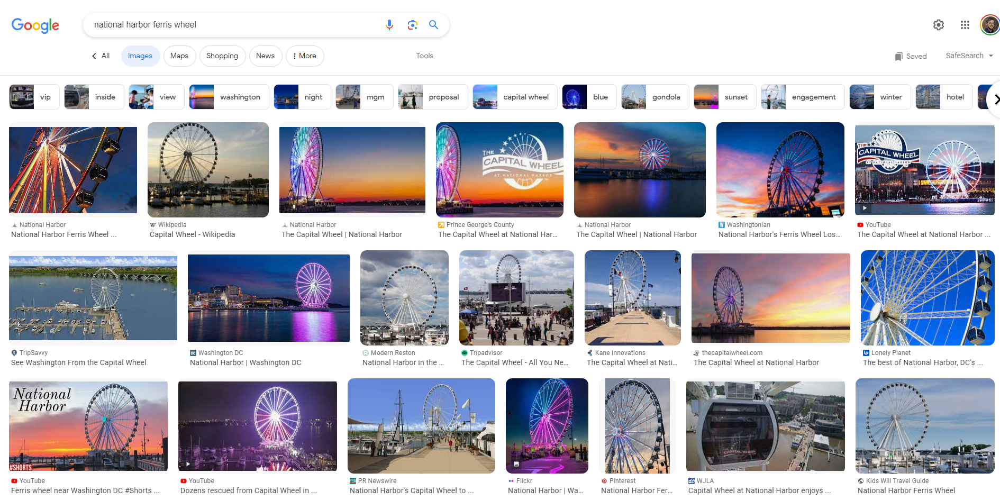 Google
national harbor ferris wheel
All
Images
Maps
Shopping
News
More
Tools
Saved
SafeSearch
vip
inside
view
washington
night
mgm
proposal
capital wheel
blue
gondola
sunset
engagement
winter
hotel
THE
CAPITAL WHEEL
AT NATIONAL HARBOR
THE
CAPITAL WHEEL
AT NATIONAL HARBOR
National Harbor
National Harbor Ferris Wheel ...
W Wikipedia
Capital Wheel - Wikipedia
National Harbor
The Capital Wheel | National Harbor
Prince George's County
The Capital Wheel at National Har...
National Harbor
The Capital Wheel | National Harbor
W Washingtonian
National Harbor's Ferris Wheel Los...
YouTube
The Capital Wheel at National Harbor ...
TripSavvy
See Washington From the Capital Wheel
DC Washington DC
National Harbor | Washington DC
R Modern Reston
National Harbor in the ...
Tripadvisor
The Capital Wheel - All You Ne...
Kane Innovations
The Capital Wheel at Nati...
thecapitalwheel.com
The Capital Wheel at National Harbor
lp Lonely Planet
The best of National Harbor, DC's ...
National
Harbor
#SHORTS
CAPITAL WHEEL
YouTube
Ferris wheel near Washington DC #Shorts ...
YouTube
Dozens rescued from Capital Wheel in ...
PRN PR Newswire
National Harbor's Capital Wheel to ...
Flickr
National Harbor | Wa...
Pinterest
National Harbor Fer...
WJLA
Capital Wheel at National Harbor enjoys ...
Kids Will Travel Guide
National Harbor Ferris Wheel